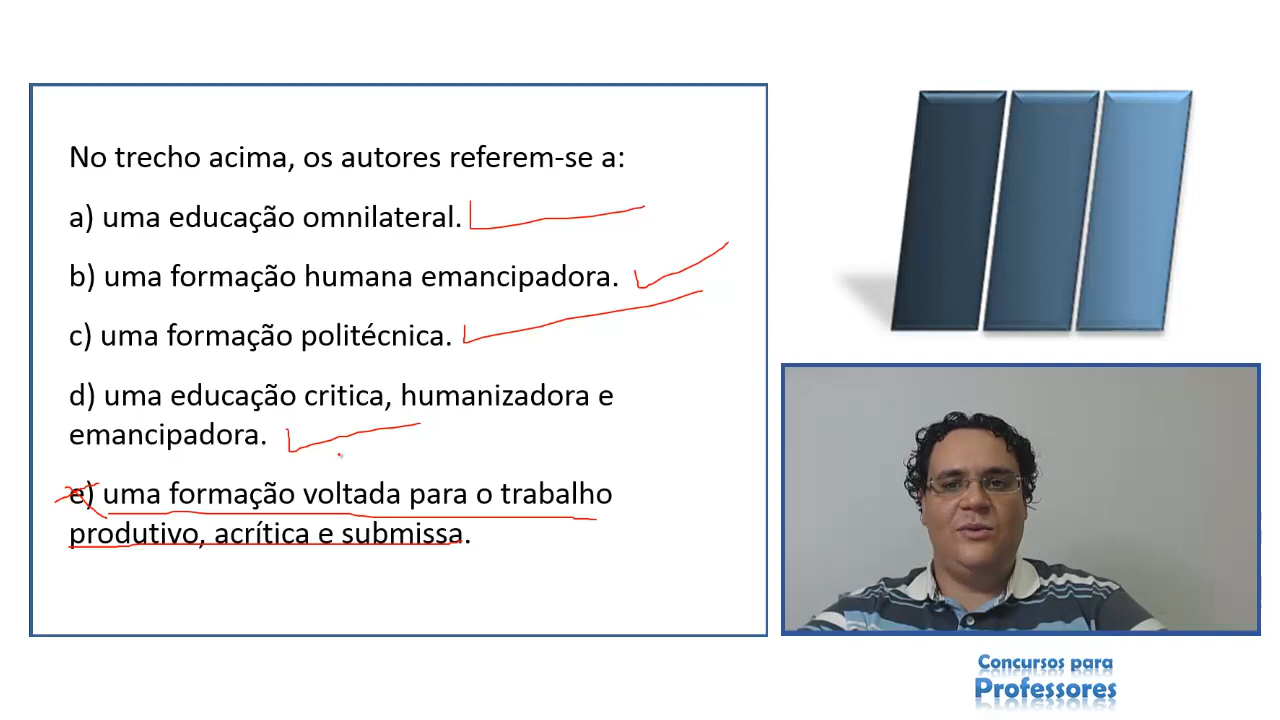 No trecho acima, os autores referem-se a:
a) uma educação omnilateral.
b) uma formação humana emancipadora.
c) uma formação politécnica.
d) uma educação critica, humanizadora e
emancipadora.
e) uma formação voltada para o trabalho
produtivo, acrítica e submissa.
Concursos para
Professores